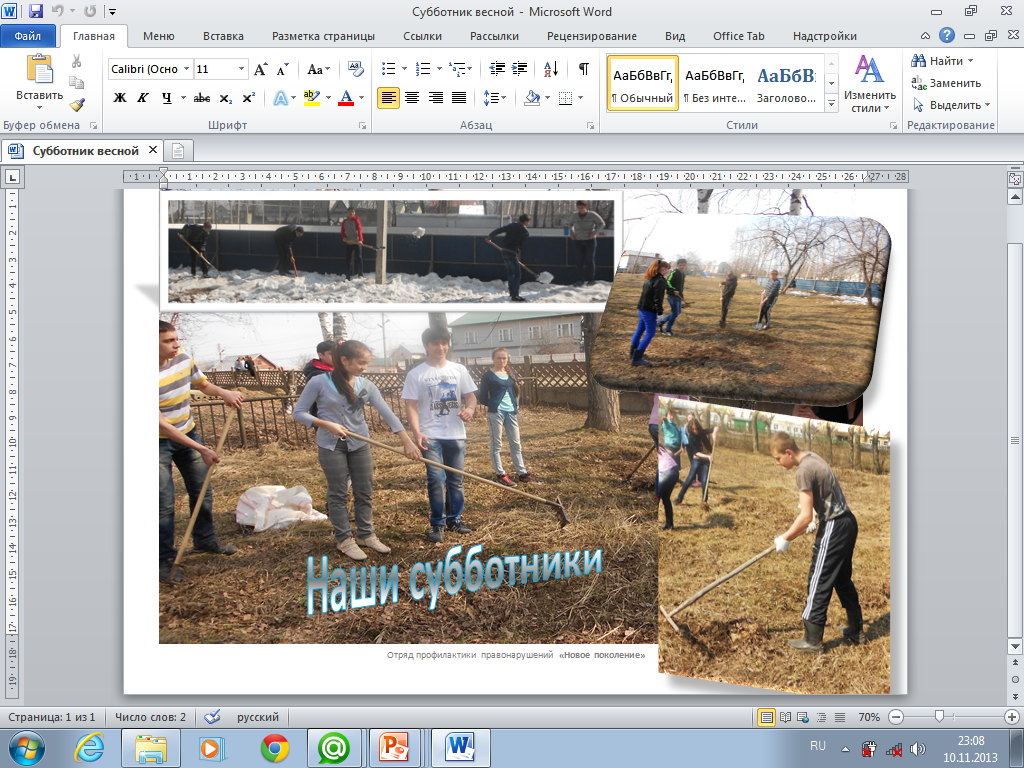 Субботник весной - Microsoft Word
Файл
Главная
Меню
Вставка
Разметка страницы
Ссылки
Рассылки
Рецензирование
Вид
Office Tab
Надстройки
Вставить
Буфер обмена
Calibri (Осно
11
Шрифт
Абзац
АаБбВвГг,
¶ Обычный
АаБбВвГг,
¶ Без инте...
АаБбВ
Заголово...
Изменить стили
Стили
Найти
Заменить
Выделить
Редактирование
Субботник весной
Наши субботники
Отряд профилактики правонарушений «Новое поколение»
Страница: 1 из 1
Число слов: 2
русский
70%
RU
23:08
10.11.2013